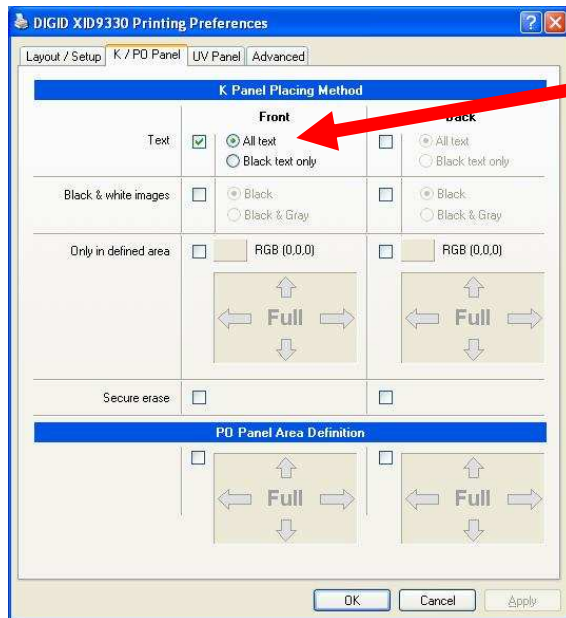 DIGID XID9330 Printing Preferences
Layout / Setup K / PO Panel UV Panel Advanced
K Panel Placing Method
Front Back
Text All text All text
Black text only Black text only
Black & white images Black Black
Black & Gray Black & Gray
Only in defined area RGB (0,0,0) RGB (0,0,0)
Full Full
Secure erase
PO Panel Area Definition
Full Full
OK Cancel Apply